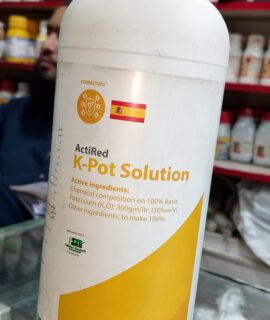 CORRECTORS
ActiRed
K-Pot Solution
Active ingredients:
Chemical composition on 100% Basis
Potassium (K₂O): 300gm/ltr. (30%w/v)
Other ingredients: to make 100%